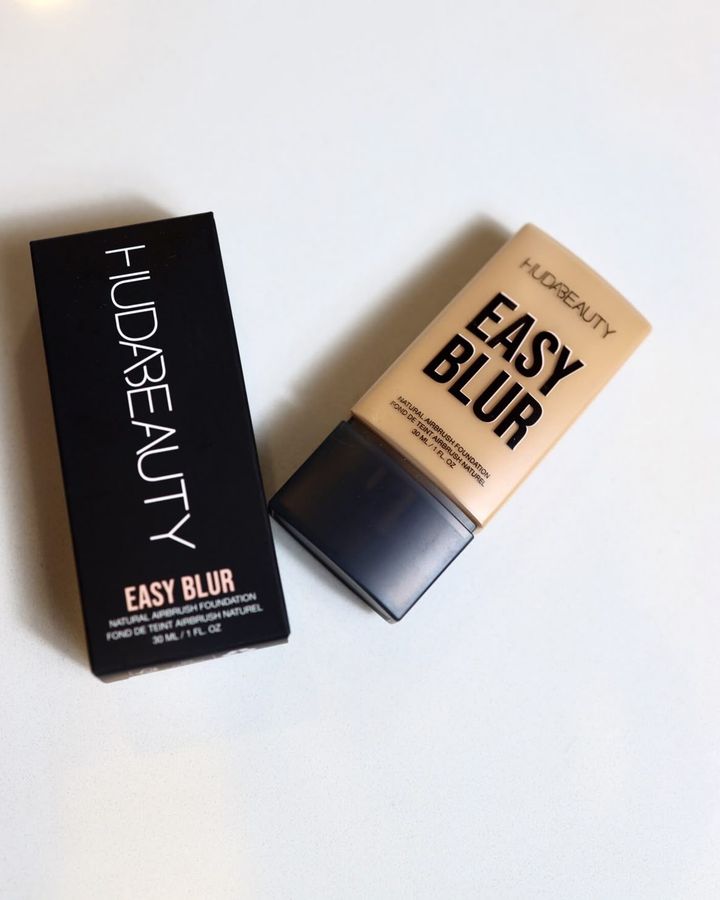 HUDABEAUTY
EASY BLUR
NATURAL AIRBRUSH FOUNDATION
FOND DE TEINT AIRBRUSH NATUREL
30 ML / 1 FL. OZ
HUDABEAUTY
EASY
BLUR
NATURAL AIRBRUSH FOUNDATION
FOND DE TEINT AIRBRUSH NATUREL
30 ML / 1 FL. OZ